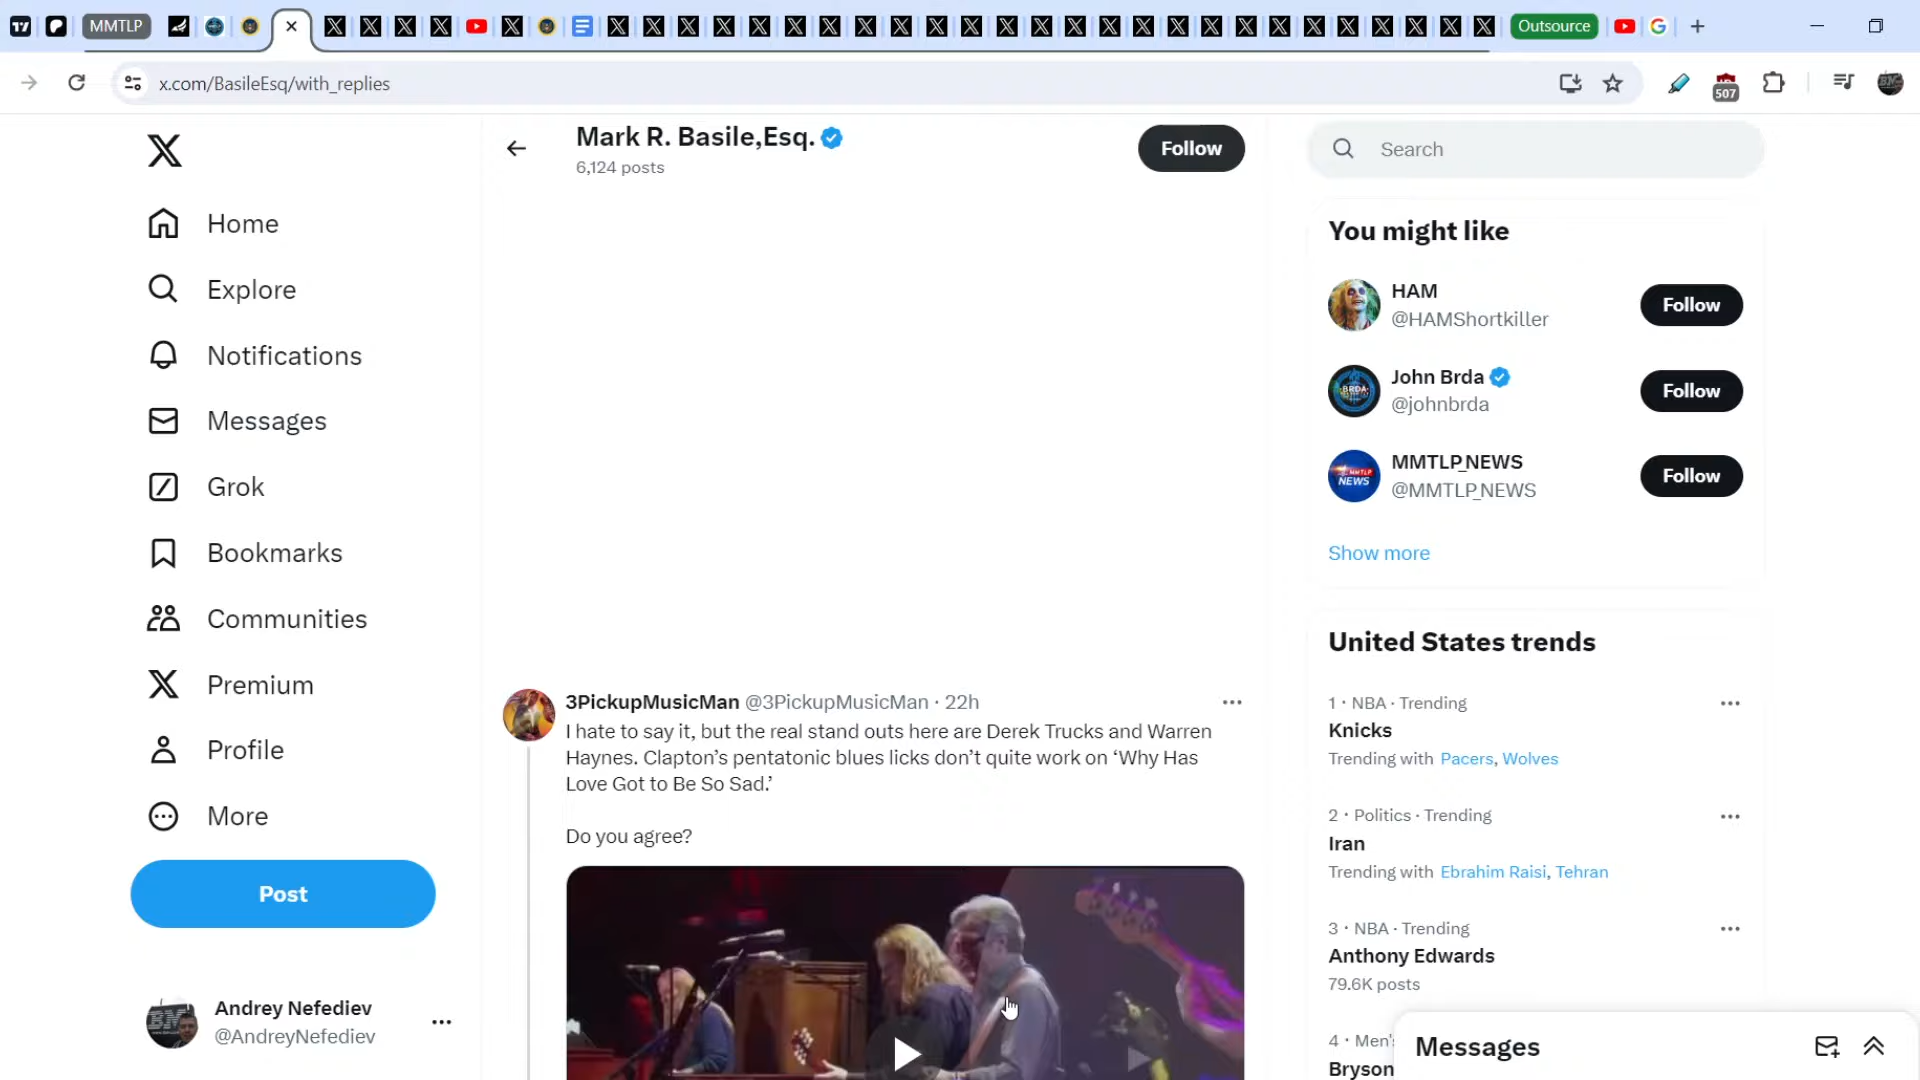 MMTLP
Outsource
x.com/BasileEsq/with_replies
507
Mark R. Basile,Esq.
6,124 posts
Follow
Search
Home
Explore
Notifications
Messages
Grok
Bookmarks
Communities
Premium
Profile
More
Post
Andrey Nefediev
@AndreyNefediev
3PickupMusicMan @3PickupMusicMan · 22h
I hate to say it, but the real stand outs here are Derek Trucks and Warren
Haynes. Clapton’s pentatonic blues licks don’t quite work on ‘Why Has
Love Got to Be So Sad.’
Do you agree?
You might like
HAM
@HAMShortkiller
Follow
BRDA
John Brda
@johnbrda
Follow
MMTLP
NEWS
MMTLP_NEWS
@MMTLP_NEWS
Follow
Show more
United States trends
1 · NBA · Trending
Knicks
Trending with Pacers, Wolves
2 · Politics · Trending
Iran
Trending with Ebrahim Raisi, Tehran
3 · NBA · Trending
Anthony Edwards
79.6K posts
4 · Men's
Bryson
Messages